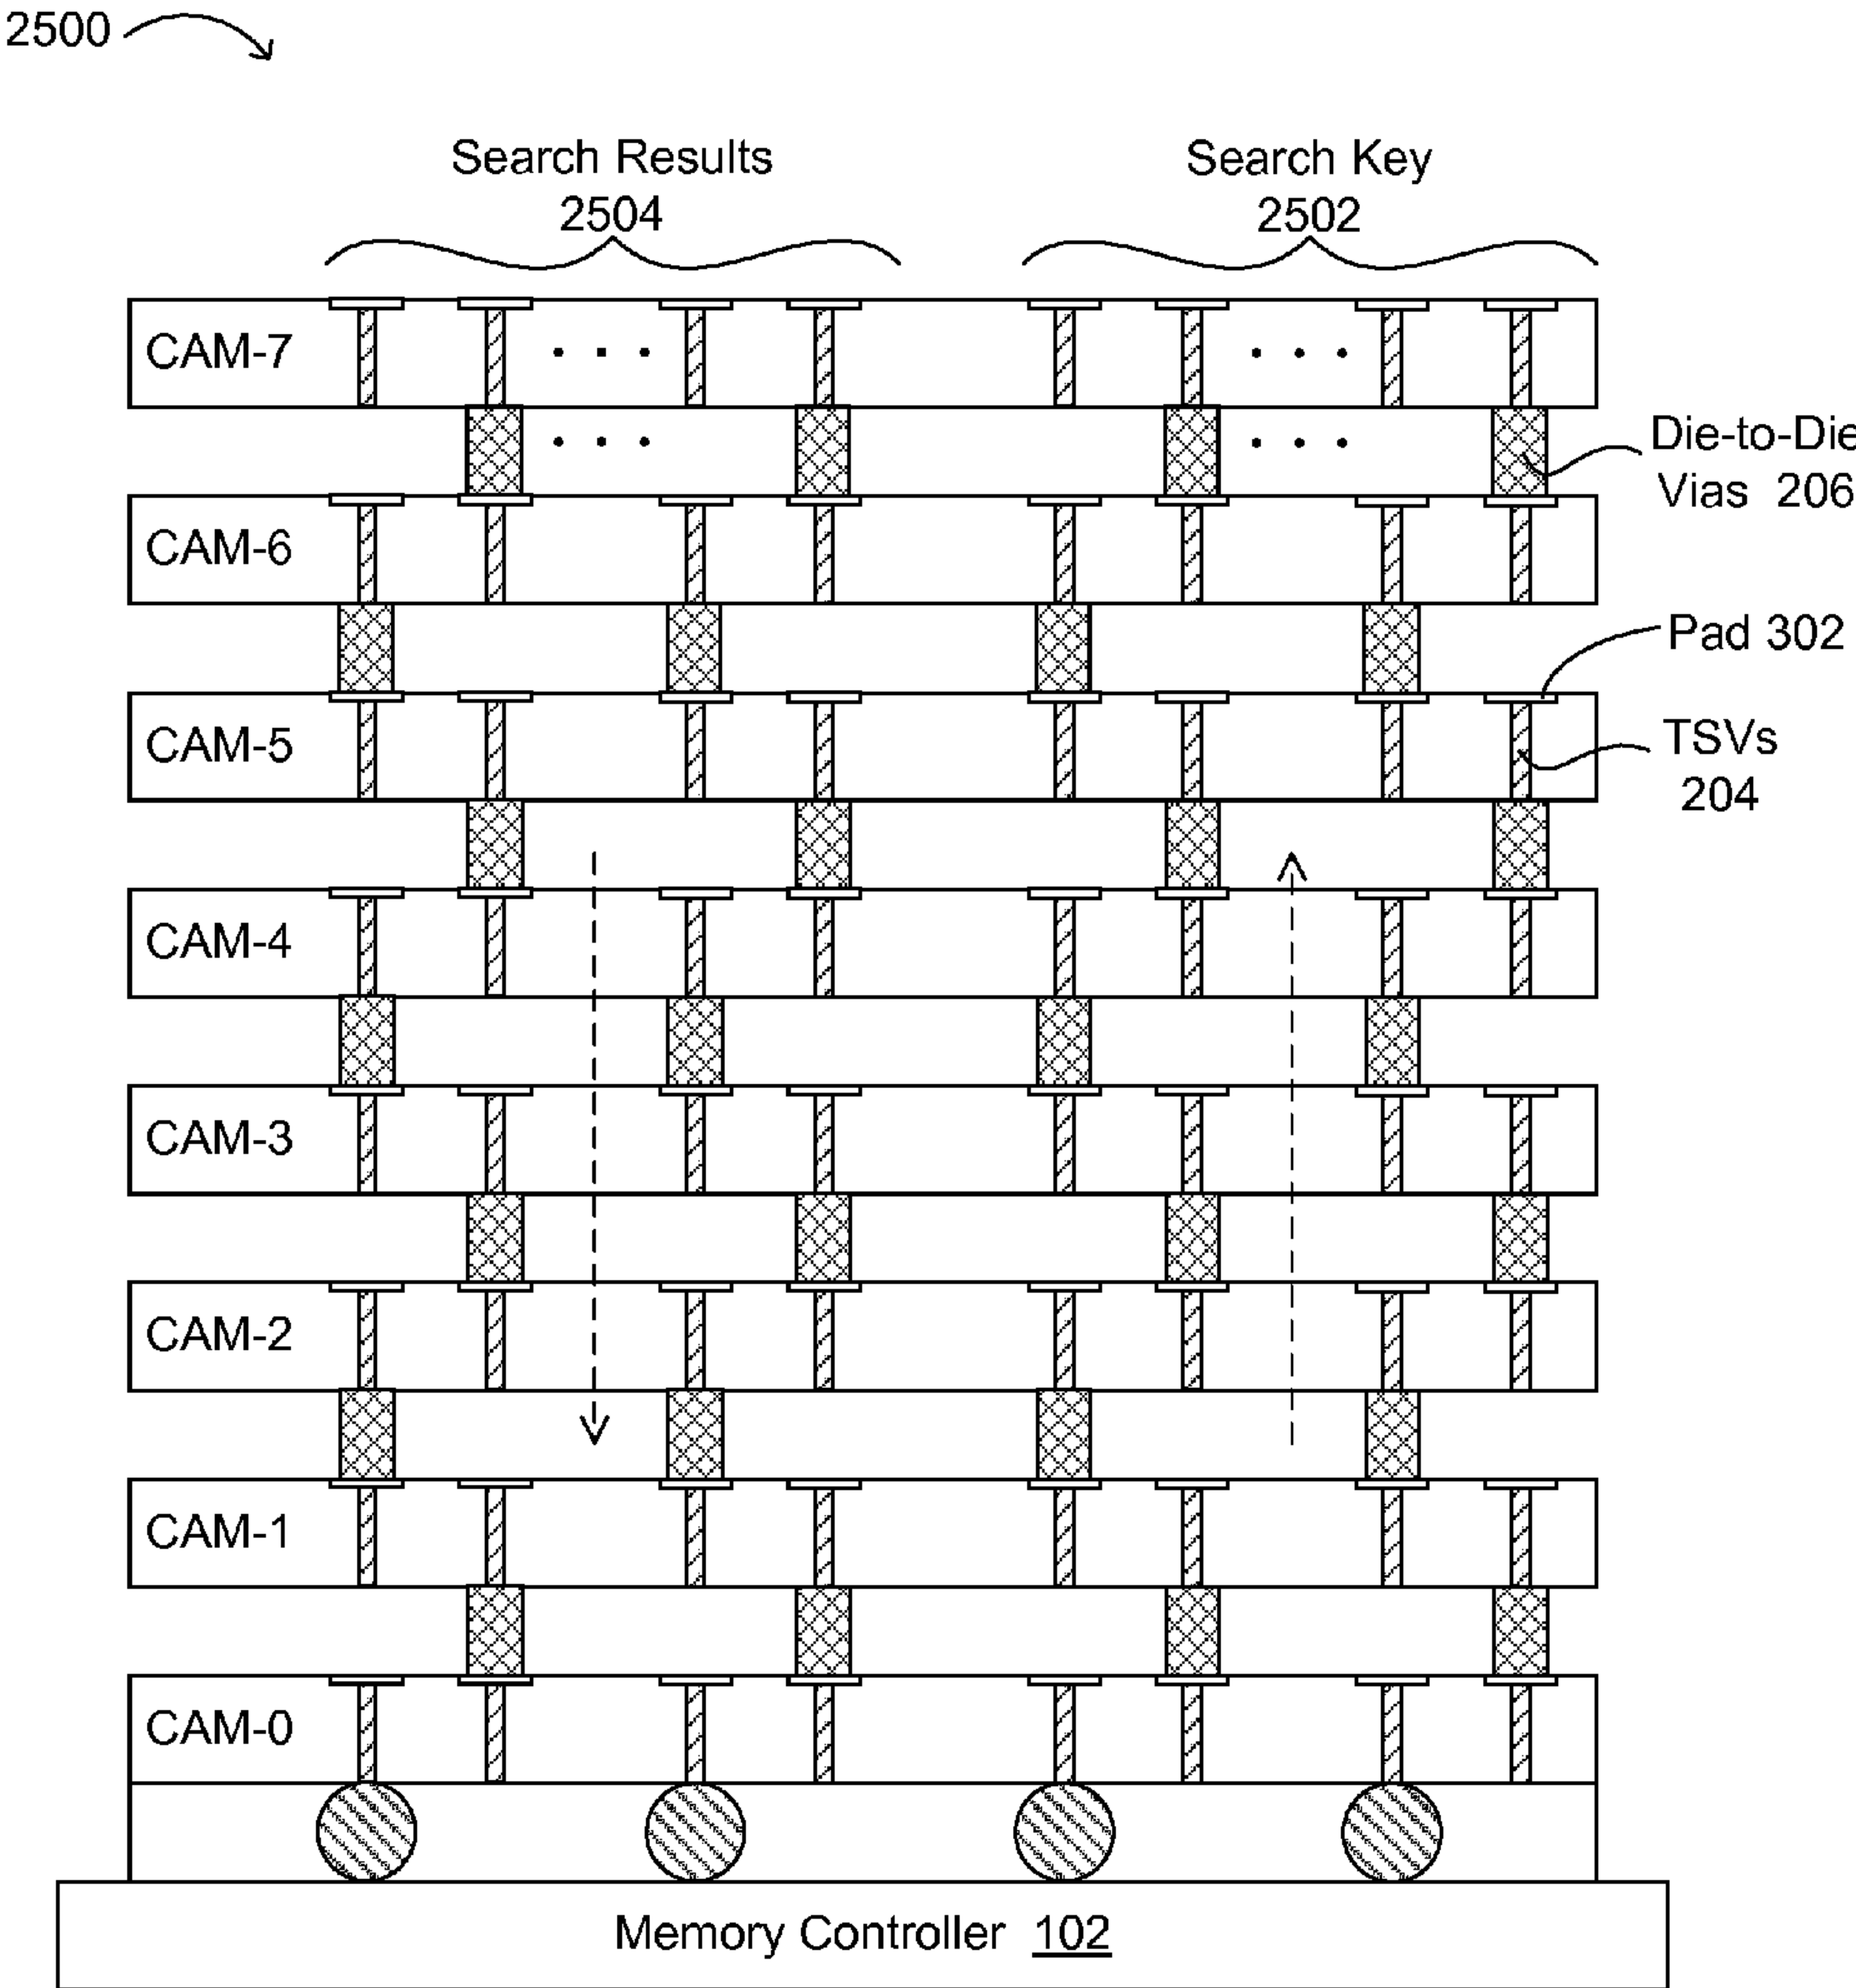 2500
Search Results
2504
Search Key
2502
CAM-7
Die-to-Die
Vias 206
CAM-6
Pad 302
CAM-5
TSVs
204
CAM-4
CAM-3
CAM-2
CAM-1
CAM-0
Memory Controller 102